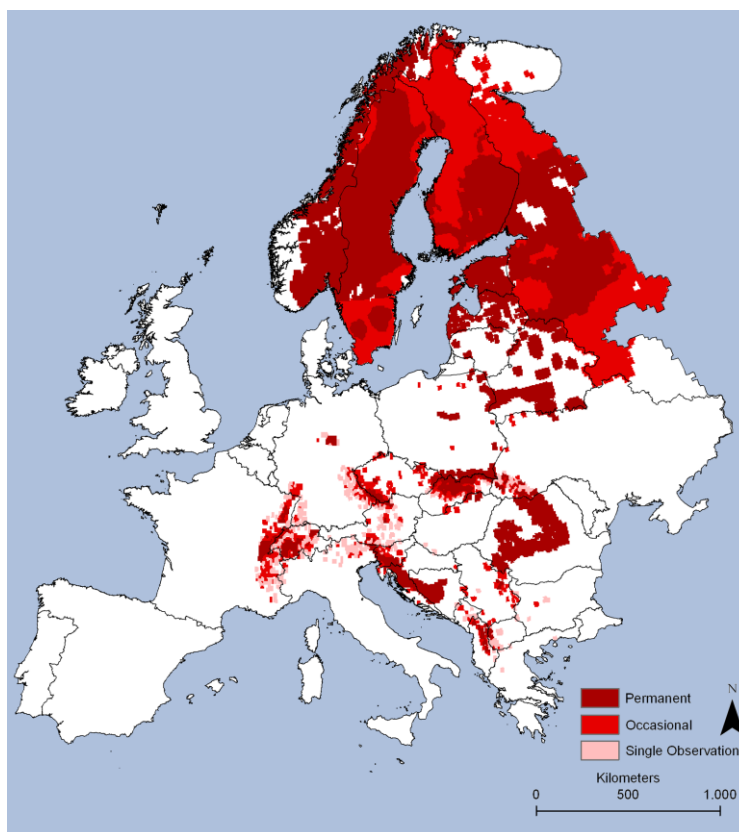 N
Permanent
Occasional
Single Observation
Kilometers
0 500 1.000